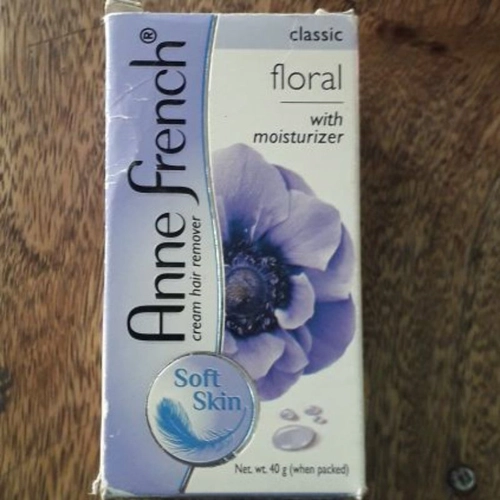 Anne french®
cream hair remover
classic
floral
with
moisturizer
Soft
Skin
Net. wt. 40 g (when packed)